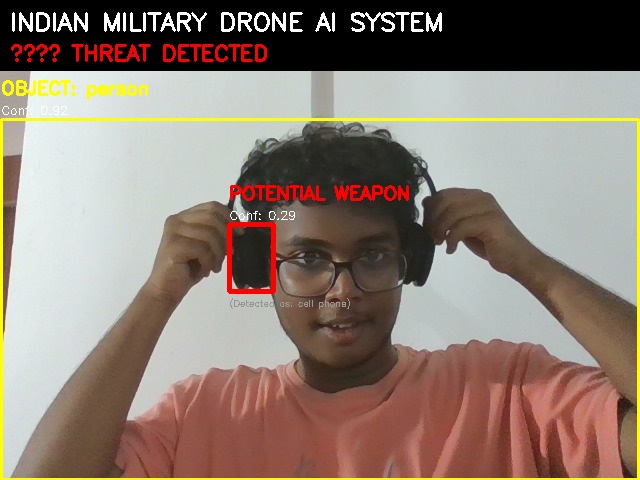 INDIAN MILITARY DRONE AI SYSTEM
???? THREAT DETECTED
OBJECT: person
Conf: 0.92
POTENTIAL WEAPON
Conf: 0.29
(Detected as: cell phone)